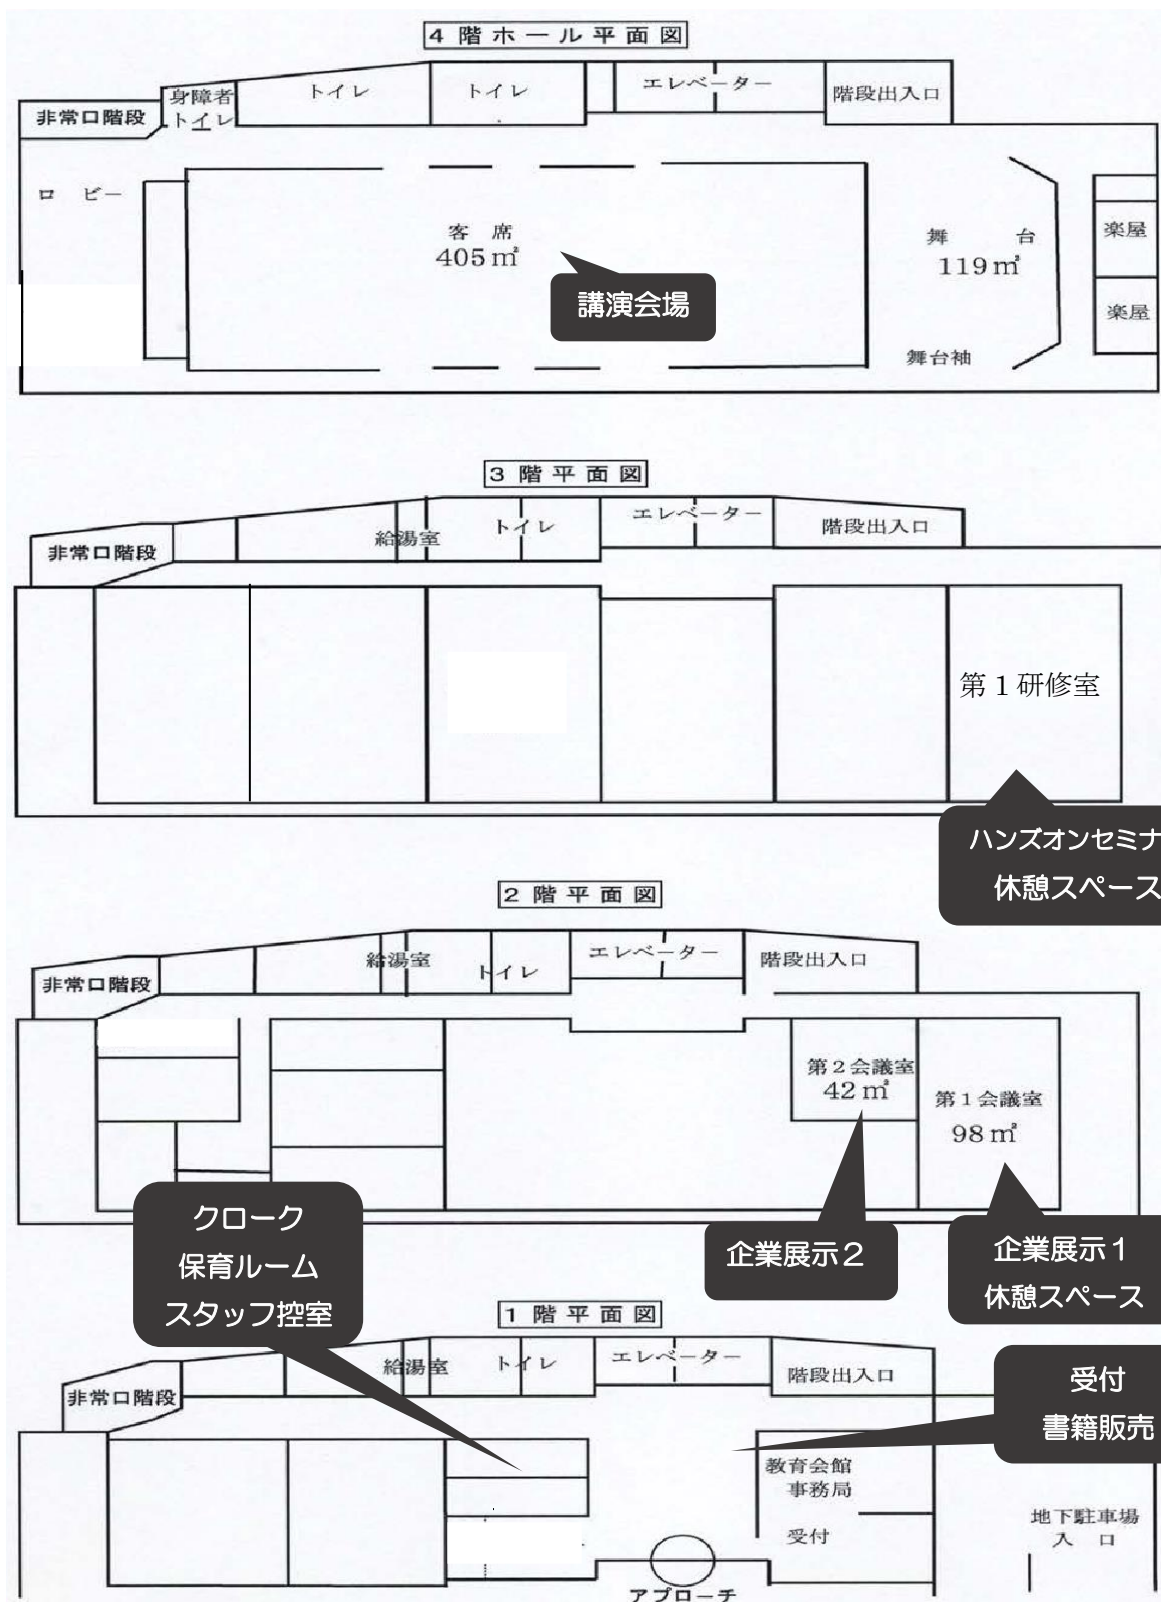 4階ホール平面図
非常口階段
身障者
トイレ
トイレ
トイレ
エレベーター
階段出入口
ロビー
客席
405㎡
講演会場
舞台
119㎡
舞台袖
楽屋
楽屋
3階平面図
非常口階段
給湯室
トイレ
エレベーター
階段出入口
第1研修室
ハンズオンセミナ
休憩スペース
2階平面図
非常口階段
給湯室
トイレ
エレベーター
階段出入口
第2会議室
42㎡
第1会議室
98㎡
クローク
保育ルーム
スタッフ控室
企業展示2
企業展示1
休憩スペース
1階平面図
非常口階段
給湯室
トイレ
エレベーター
階段出入口
受付
書籍販売
教育会館
事務局
受付
地下駐車場
入口
アプローチ